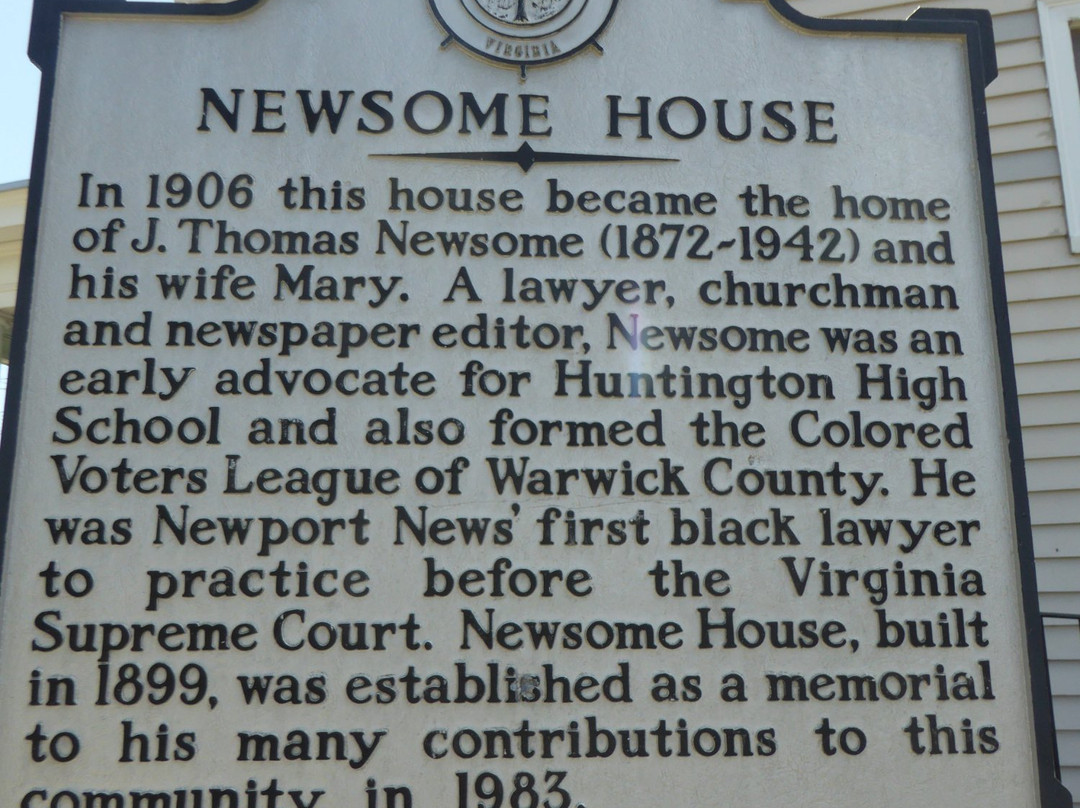 VIRGINIA
NEWSOME HOUSE
In 1906 this house became the home
of J. Thomas Newsome (1872~1942) and
his wife Mary. A lawyer, churchman
and newspaper editor, Newsome was an
early advocate for Huntington High
School and also formed the Colored
Voters League of Warwick County. He
was Newport News' first black lawyer
to practice before the Virginia
Supreme Court. Newsome House, built
in 1899, was established as a memorial
to his many contributions to this
community in 1983.